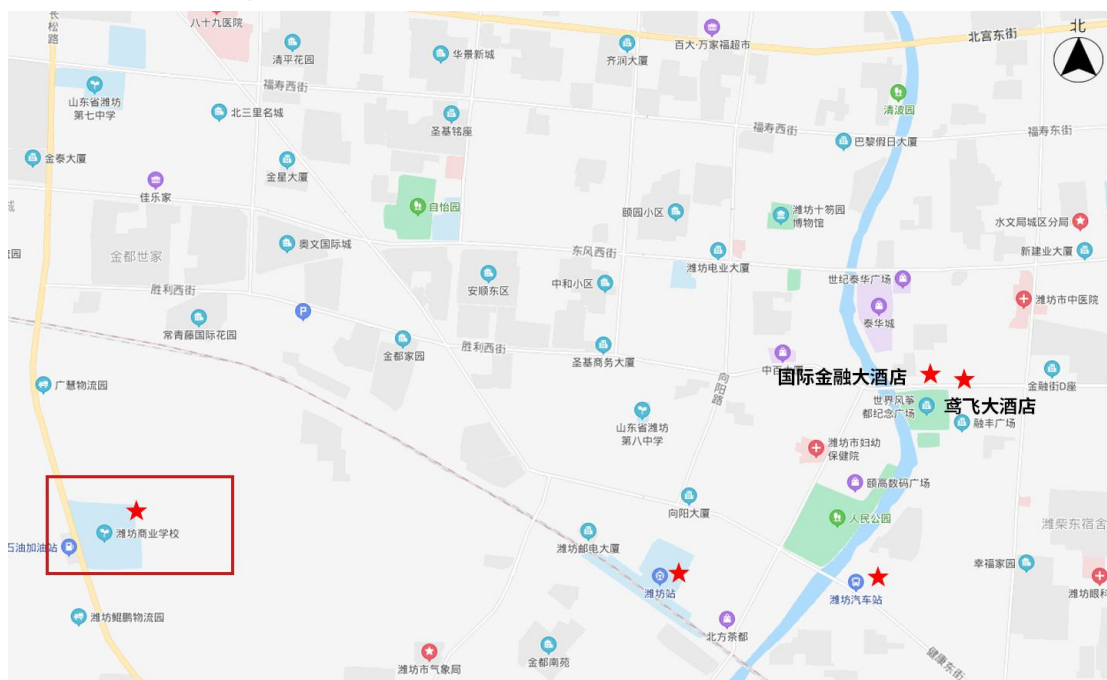 长松路
八十九医院
清平花园
华景新城
齐润大厦
百大·万家福超市
北宫东街
北
山东省潍坊
第七中学
福寿西街
北三里名城
圣基铭座
清波园
福寿西街
巴黎假日大厦
福寿东街
金泰大厦
金星大厦
佳乐家
自怡园
颐园小区
潍坊十笏园
博物馆
水文局城区分局
金都世家
奥文国际城
东风西街
潍坊电业大厦
新建业大厦
安顺东区
中和小区
世纪泰华广场
胜利西街
P
潍坊市中医院
泰华城
常青藤国际花园
金都家园
胜利西街
圣基商务大厦
中百大厦
国际金融大酒店
广慧物流园
向阳路
金融街D座
世界风筝
都纪念广场
鸢飞大酒店
融丰广场
山东省潍坊
第八中学
潍坊市妇幼
保健院
颐高数码广场
向阳大厦
人民公园
潍坊商业学校
石油加油站
潍坊邮电大厦
潍柴东宿舍
幸福家园
潍坊站
潍坊汽车站
潍坊眼科
潍坊鲲鹏物流园
北方茶都
潍坊市气象局
金都南苑
健康东街